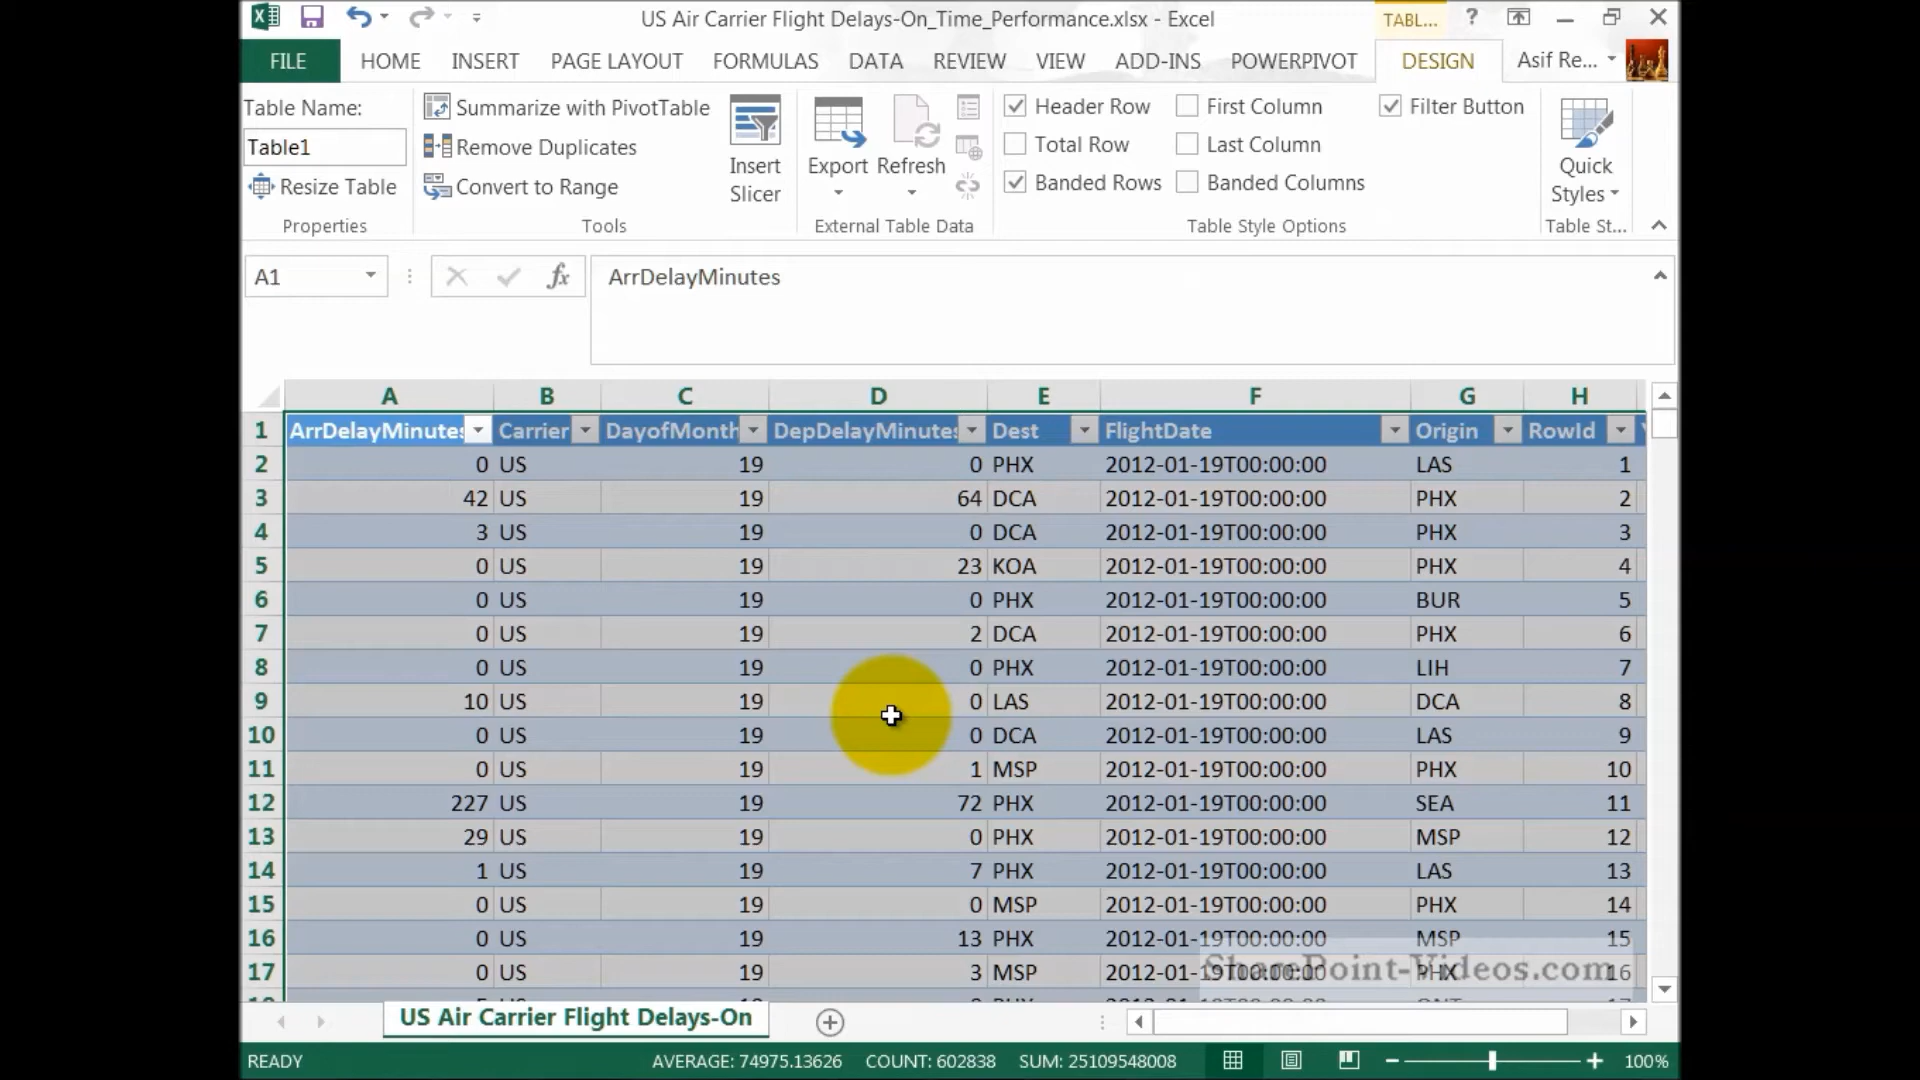 US Air Carrier Flight Delays-On_Time_Performance.xlsx - Excel TABL... ?
FILE HOME INSERT PAGE LAYOUT FORMULAS DATA REVIEW VIEW ADD-INS POWERPIVOT DESIGN Asif Re...
Table Name:
Table1
Resize Table
Properties
Summarize with PivotTable
Remove Duplicates
Convert to Range
Tools
Insert
Slicer
Export Refresh
External Table Data
Header Row First Column Filter Button
Total Row Last Column
Banded Rows Banded Columns
Table Style Options
Quick
Styles
Table St...
A1 fx ArrDelayMinutes
A B C D E F G H
1 ArrDelayMinutes Carrier DayofMonth DepDelayMinutes Dest FlightDate Origin RowId
2 0 US 19 0 PHX 2012-01-19T00:00:00 LAS 1
3 42 US 19 64 DCA 2012-01-19T00:00:00 PHX 2
4 3 US 19 0 DCA 2012-01-19T00:00:00 PHX 3
5 0 US 19 23 KOA 2012-01-19T00:00:00 PHX 4
6 0 US 19 0 PHX 2012-01-19T00:00:00 BUR 5
7 0 US 19 2 DCA 2012-01-19T00:00:00 PHX 6
8 0 US 19 0 PHX 2012-01-19T00:00:00 LIH 7
9 10 US 19 0 LAS 2012-01-19T00:00:00 DCA 8
10 0 US 19 0 DCA 2012-01-19T00:00:00 LAS 9
11 0 US 19 1 MSP 2012-01-19T00:00:00 PHX 10
12 227 US 19 72 PHX 2012-01-19T00:00:00 SEA 11
13 29 US 19 0 PHX 2012-01-19T00:00:00 MSP 12
14 1 US 19 7 PHX 2012-01-19T00:00:00 LAS 13
15 0 US 19 0 MSP 2012-01-19T00:00:00 PHX 14
16 0 US 19 13 PHX 2012-01-19T00:00:00 MSP 15
17 0 US 19 3 MSP 2012-01-19T00:00:00 PHX 16
SharePoint-Videos.com
US Air Carrier Flight Delays-On
READY AVERAGE: 74975.13626 COUNT: 602838 SUM: 25109548008 100%